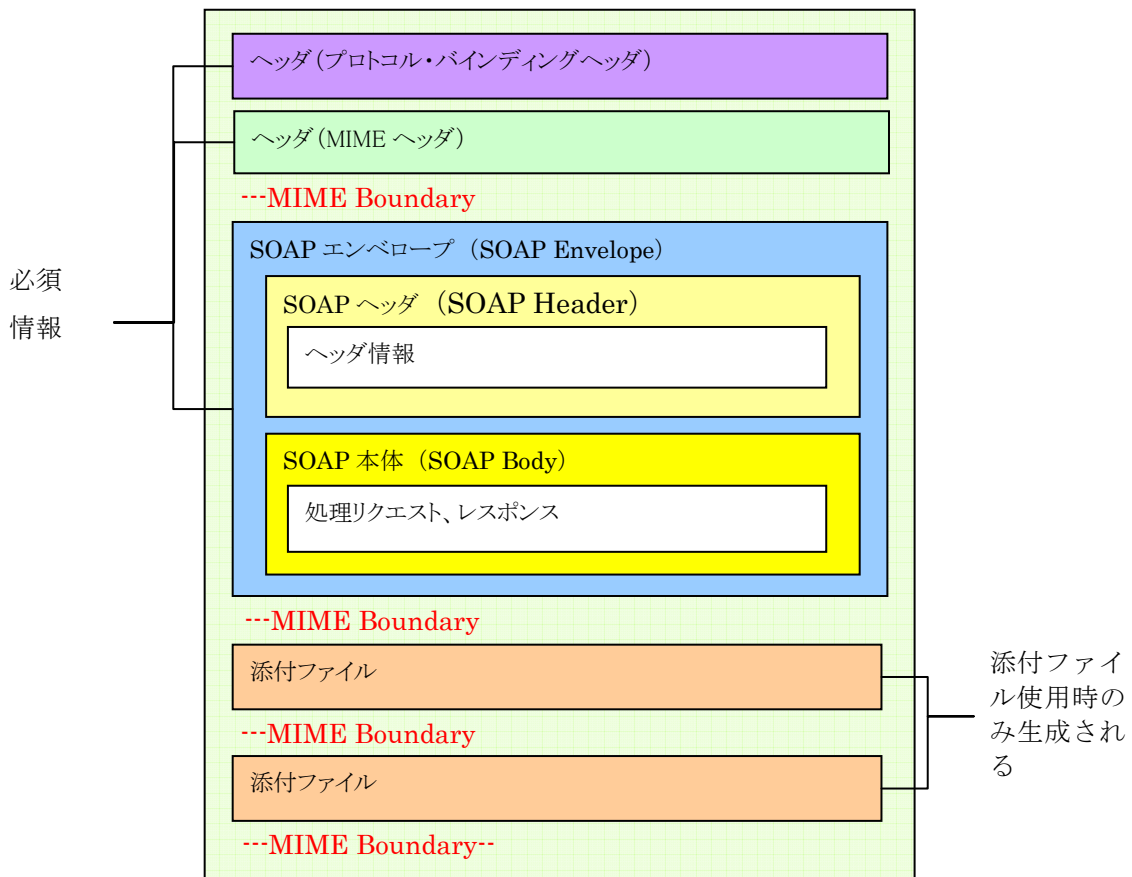 ヘッダ(プロトコル・バインディングヘッダ)
ヘッダ(MIME ヘッダ)
---MIME Boundary
SOAP エンベロープ (SOAP Envelope)
SOAP ヘッダ (SOAP Header)
ヘッダ情報
SOAP 本体 (SOAP Body)
処理リクエスト、レスポンス
---MIME Boundary
添付ファイル
---MIME Boundary
添付ファイル
---MIME Boundary--
必須
情報
添付ファイ
ル使用時の
み生成され
る